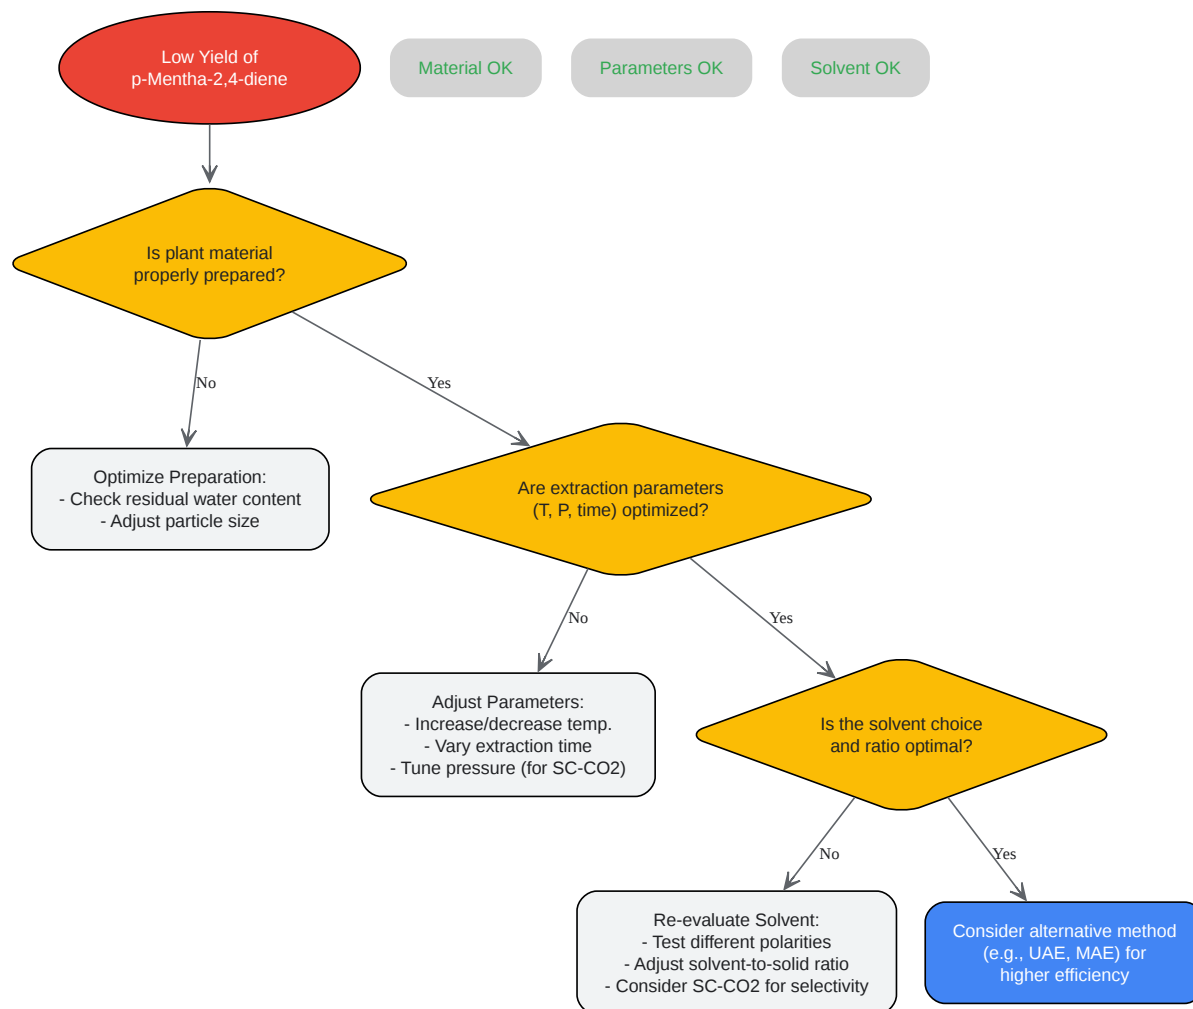 Low Yield of
p-Mentha-2,4-diene
Material OK
Parameters OK
Solvent OK
Is plant material
properly prepared?
No
Yes
Optimize Preparation:
- Check residual water content
- Adjust particle size
Are extraction parameters
(T, P, time) optimized?
No
Yes
Adjust Parameters:
- Increase/decrease temp.
- Vary extraction time
- Tune pressure (for SC-CO2)
Is the solvent choice
and ratio optimal?
No
Yes
Re-evaluate Solvent:
- Test different polarities
- Adjust solvent-to-solid ratio
- Consider SC-CO2 for selectivity
Consider alternative method
(e.g., UAE, MAE) for
higher efficiency